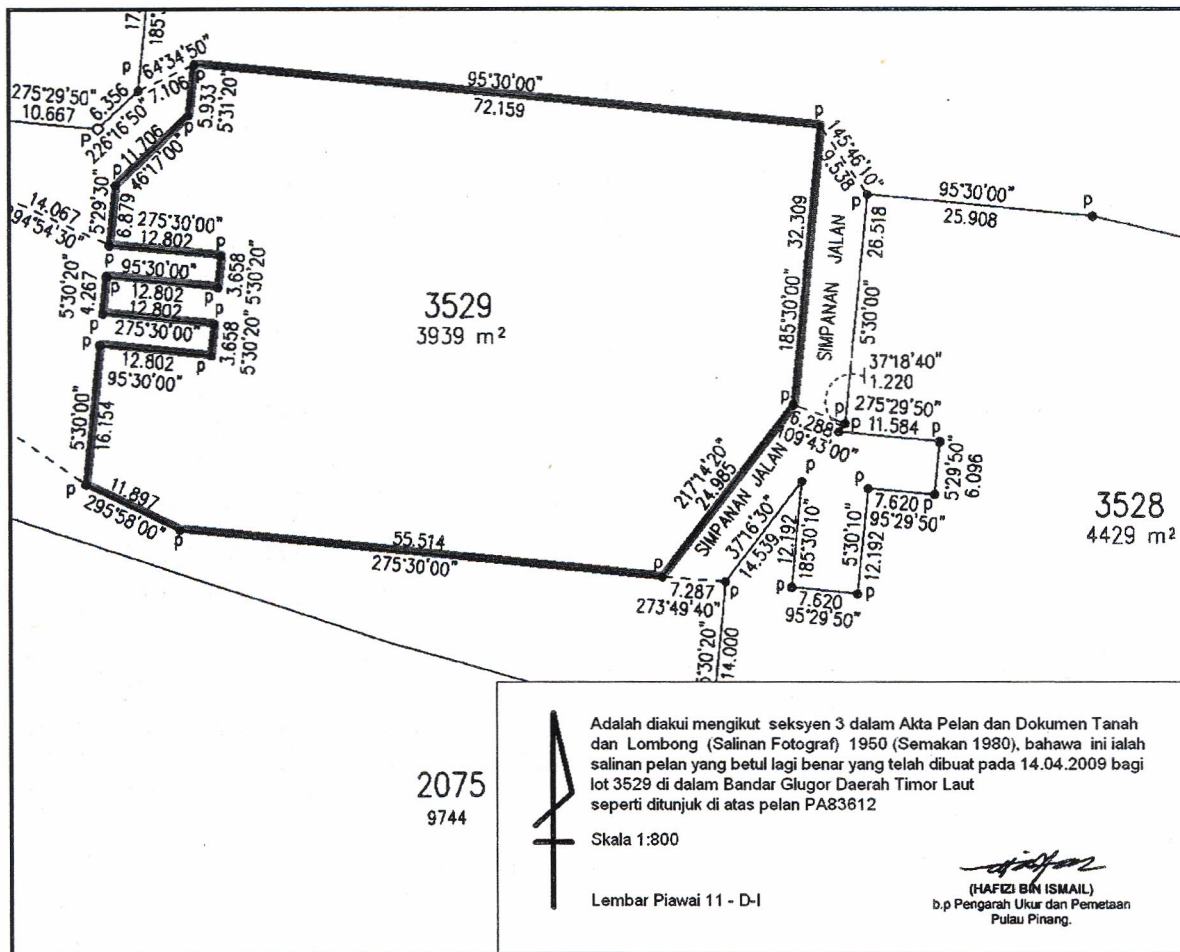 17
185°
p
64°34'50"
7.106
p
275°29'50"
10.667
6.356
226°16'50"
p
5.933
5°31'20"
95°30'00"
72.159
p
145°46'10"
9.538
p
95°30'00"
25.908
p
11.706
46°17'00"
p
5°29'30"
6.879
14.067
294°54'30"
275°30'00"
12.802
p
p
95°30'00"
12.802
p
3.658
5°30'20"
5°30'20"
4.267
p
12.802
275°30'00"
p
3.658
5°30'20"
p
12.802
95°30'00"
p
3529
3939 m²
32.309
185°30'00"
SIMPANAN JALAN
26.518
5°30'00"
37°18'40"
1.220
275°29'50"
11.584
p
p
p
p
6.288
109°43'00"
5°29'50"
6.096
7.620
95°29'50"
p
p
3528
4429 m²
5°30'00"
16.154
p
11.897
295°58'00"
p
55.514
275°30'00"
217°14'20"
24.985
SIMPANAN JALAN
37°16'30"
14.539
p
12.192
185°30'10"
5°30'10"
12.192
p
7.620
95°29'50"
p
p
7.287
273°49'40"
p
5°30'20"
14.000
2075
9744
Adalah diakui mengikut seksyen 3 dalam Akta Pelan dan Dokumen Tanah
dan Lombong (Salinan Fotograf) 1950 (Semakan 1980), bahawa ini ialah
salinan pelan yang betul lagi benar yang telah dibuat pada 14.04.2009 bagi
lot 3529 di dalam Bandar Glugor Daerah Timor Laut
seperti ditunjuk di atas pelan PA83612
Skala 1:800
Lembar Piawai 11 - D-I
(HAFIZI BIN ISMAIL)
b.p Pengarah Ukur dan Pemetaan
Pulau Pinang.